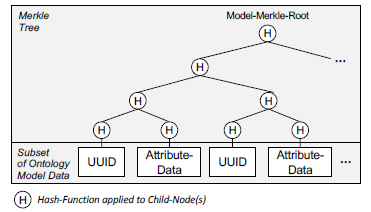 Merkle
Tree
Model-Merkle-Root
H
H
...
H
H
H
H
H
H
Subset
of Ontology
Model Data
UUID
Attribute-
Data
UUID
Attribute-
Data
...
H Hash-Function applied to Child-Node(s)